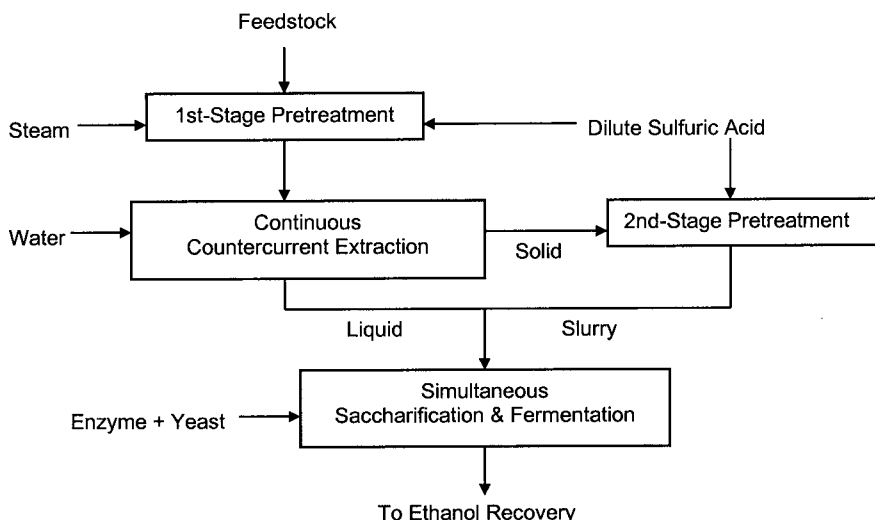 Feedstock
1st-Stage Pretreatment
Steam
Dilute Sulfuric Acid
Continuous
Countercurrent Extraction
Water
Solid
2nd-Stage Pretreatment
Liquid
Slurry
Simultaneous
Saccharification & Fermentation
Enzyme + Yeast
To Ethanol Recovery